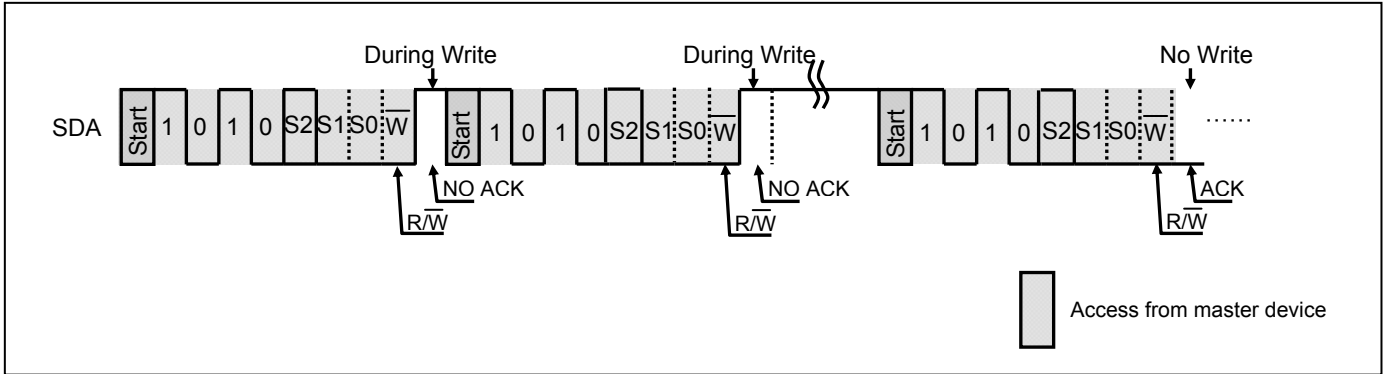 During Write During Write No Write
SDA Start 1 0 1 0 S2 S1 S0 W̅ Start 1 0 1 0 S2 S1 S0 W̅ Start 1 0 1 0 S2 S1 S0 W̅ ......
NO ACK NO ACK ACK
R/W̅ R/W̅ R/W̅
Access from master device